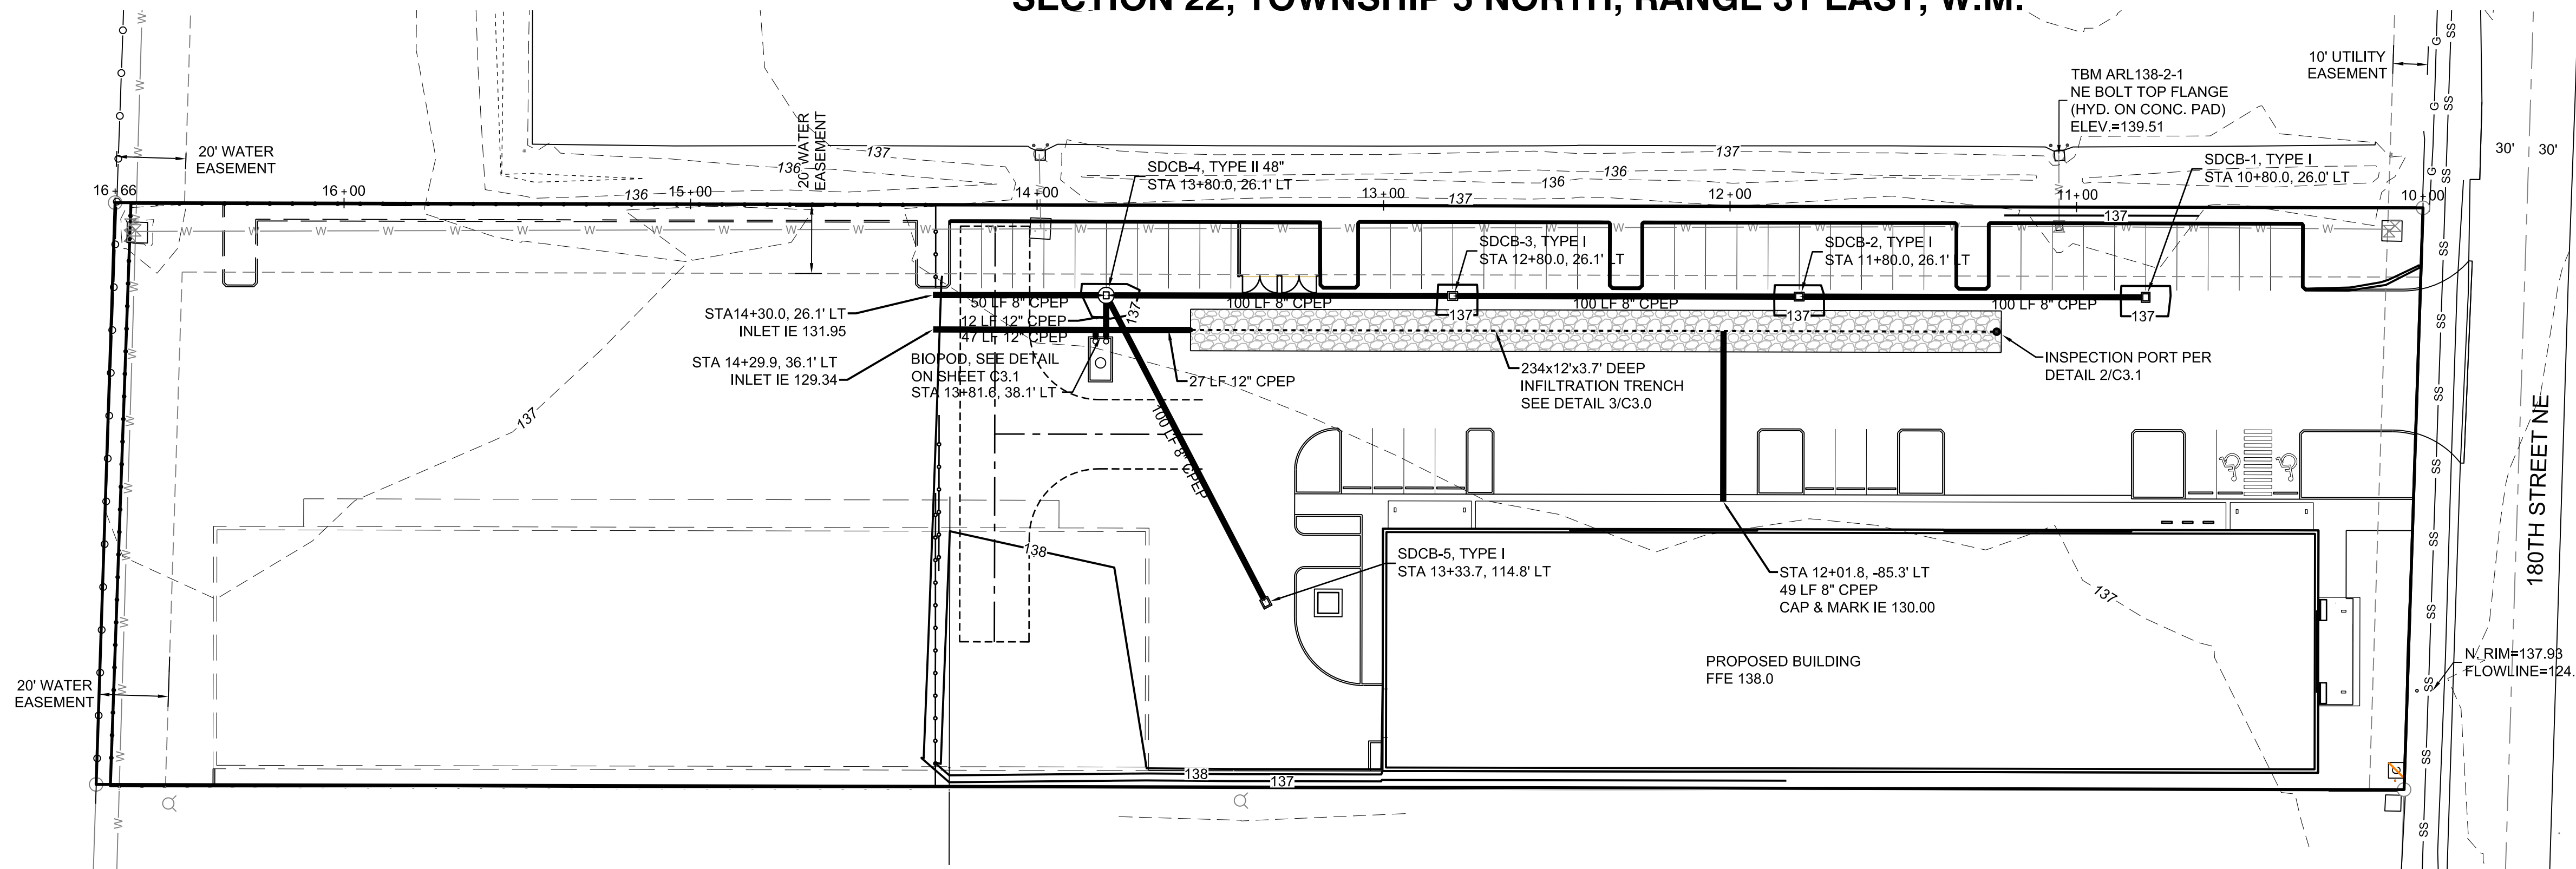 SECTION 22, TOWNSHIP 3 NORTH, RANGE 31 EAST, W.M.
10' UTILITY
EASEMENT
TBM ARL138-2-1
NE BOLT TOP FLANGE
(HYD. ON CONC. PAD)
ELEV.=139.51
30'
30'
20' WATER
EASEMENT
20' WATER
EASEMENT
137
136
137
136
136
136
137
137
SDCB-4, TYPE II 48"
STA 13+80.0, 26.1' LT
SDCB-1, TYPE I
STA 10+80.0, 26.0' LT
16+66
16+00
15+00
14+00
13+00
12+00
11+00
10+00
SDCB-3, TYPE I
STA 12+80.0, 26.1' LT
SDCB-2, TYPE I
STA 11+80.0, 26.1' LT
STA14+30.0, 26.1' LT
INLET IE 131.95
50 LF 8" CPEP
100 LF 8" CPEP
100 LF 8" CPEP
100 LF 8" CPEP
137
137
137
137
12 LF 12" CPEP
47 LF 12" CPEP
STA 14+29.9, 36.1' LT
INLET IE 129.34
BIOPOD, SEE DETAIL
ON SHEET C3.1
STA 13+81.6, 38.1' LT
27 LF 12" CPEP
234x12'x3.7' DEEP
INFILTRATION TRENCH
SEE DETAIL 3/C3.0
INSPECTION PORT PER
DETAIL 2/C3.1
137
100 LF 8" CPEP
180TH STREET NE
138
SDCB-5, TYPE I
STA 13+33.7, 114.8' LT
STA 12+01.8, -85.3' LT
49 LF 8" CPEP
CAP & MARK IE 130.00
137
PROPOSED BUILDING
FFE 138.0
N. RIM=137.93
FLOWLINE=124.
20' WATER
EASEMENT
138
137